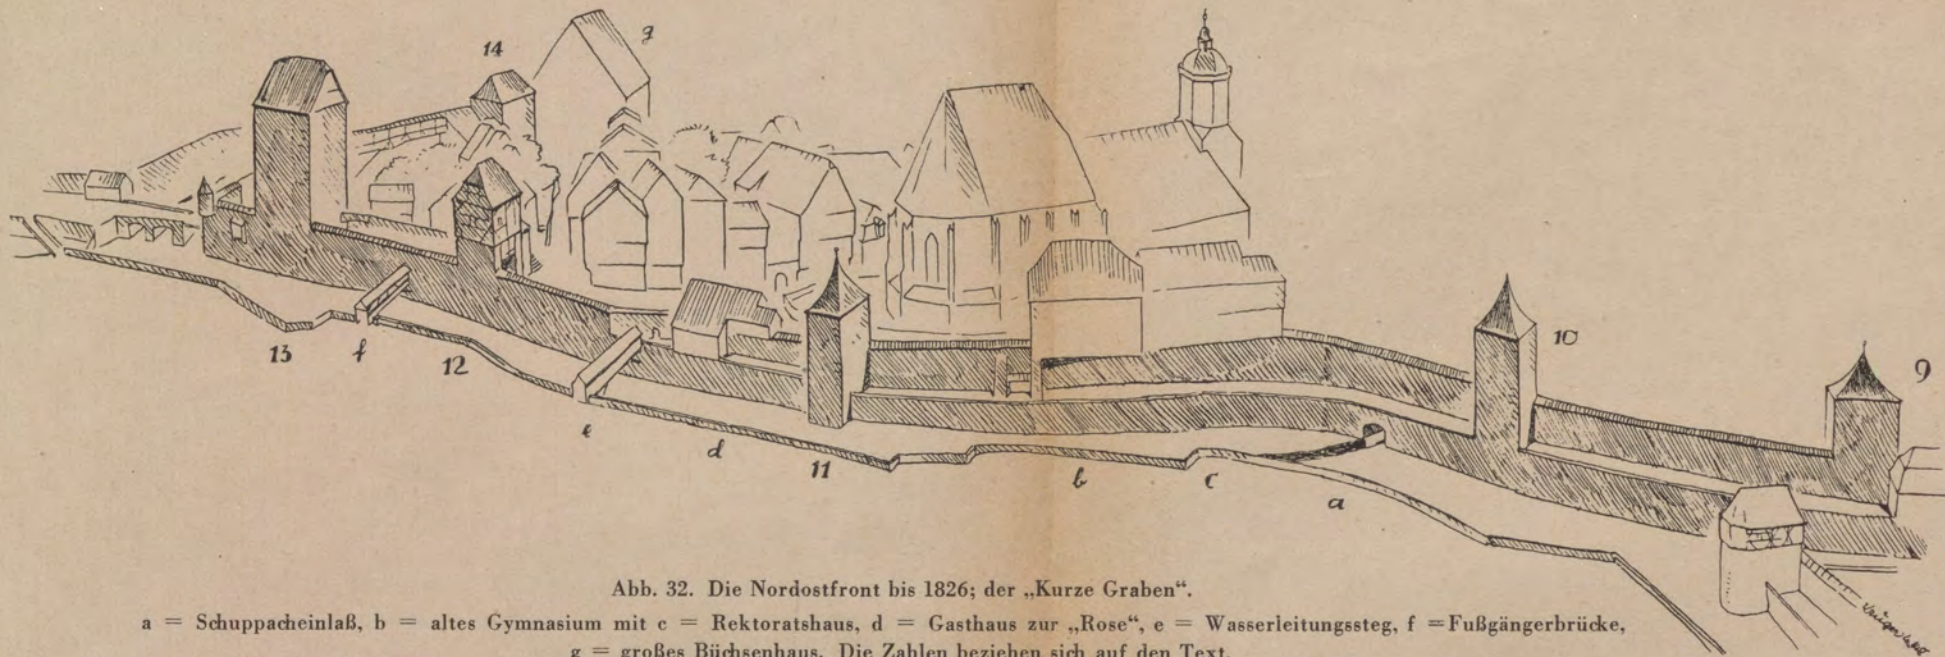 14
g
13
f
12
e
d
11
b
c
a
10
9
Abb. 32. Die Nordostfront bis 1826; der „Kurze Graben“.
a = Schuppacheinlaß, b = altes Gymnasium mit c = Rektoratshaus, d = Gasthaus zur „Rose“, e = Wasserleitungssteg, f = Fußgängerbrücke,
g = großes Büchsenhaus. Die Zahlen beziehen sich auf den Text.